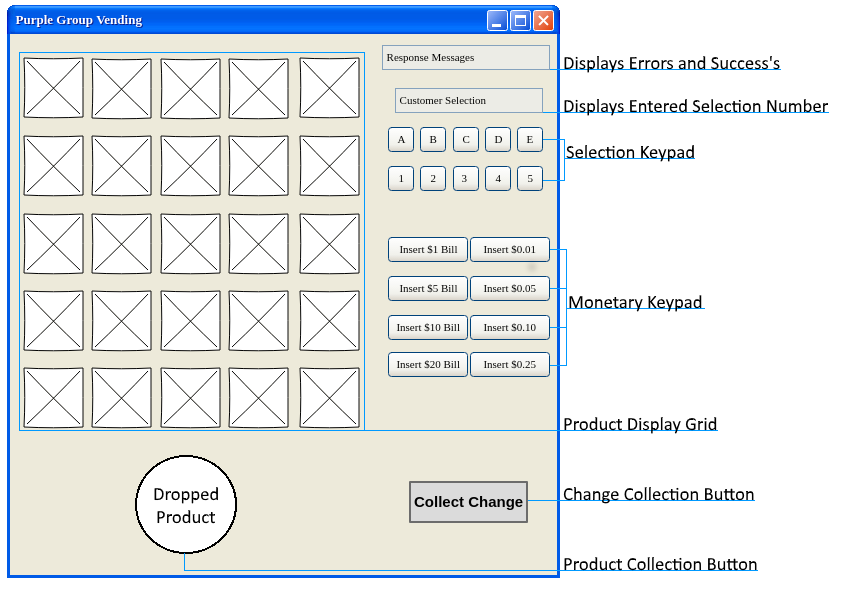 Purple Group Vending
Response Messages
Displays Errors and Success's
Customer Selection
Displays Entered Selection Number
A B C D E
Selection Keypad
1 2 3 4 5
Insert $1 Bill Insert $0.01
Insert $5 Bill Insert $0.05
Monetary Keypad
Insert $10 Bill Insert $0.10
Insert $20 Bill Insert $0.25
Product Display Grid
Dropped
Product
Collect Change
Change Collection Button
Product Collection Button